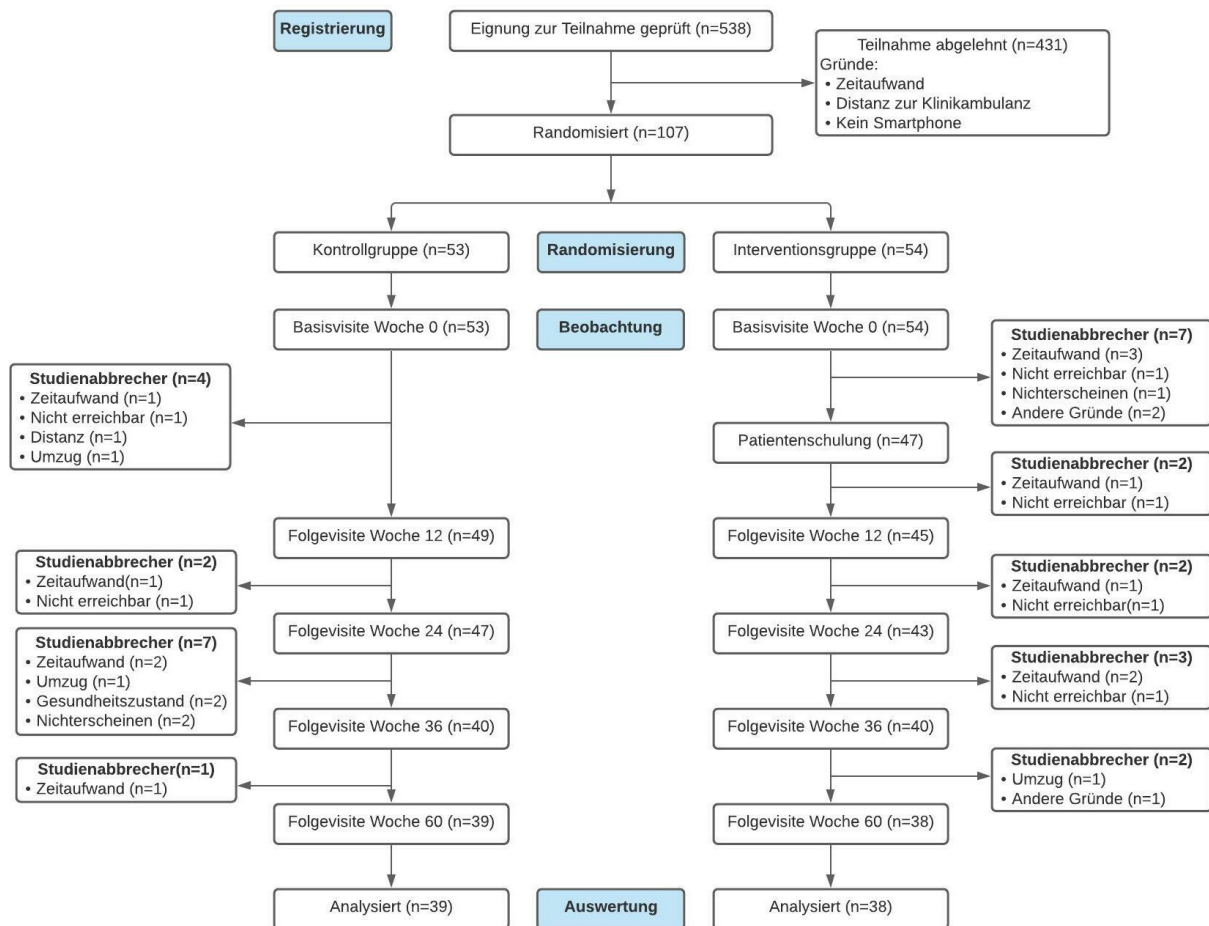 Registrierung
Eignung zur Teilnahme geprüft (n=538)
Teilnahme abgelehnt (n=431)
Gründe:
• Zeitaufwand
• Distanz zur Klinikambulanz
• Kein Smartphone
Randomisiert (n=107)
Kontrollgruppe (n=53)
Randomisierung
Interventionsgruppe (n=54)
Basisvisite Woche 0 (n=53)
Beobachtung
Basisvisite Woche 0 (n=54)
Studienabbrecher (n=7)
• Zeitaufwand (n=3)
• Nicht erreichbar (n=1)
• Nichterscheinen (n=1)
• Andere Gründe (n=2)
Studienabbrecher (n=4)
• Zeitaufwand (n=1)
• Nicht erreichbar (n=1)
• Distanz (n=1)
• Umzug (n=1)
Patientenschulung (n=47)
Studienabbrecher (n=2)
• Zeitaufwand (n=1)
• Nicht erreichbar (n=1)
Folgevisite Woche 12 (n=49)
Folgevisite Woche 12 (n=45)
Studienabbrecher (n=2)
• Zeitaufwand(n=1)
• Nicht erreichbar (n=1)
Studienabbrecher (n=2)
• Zeitaufwand (n=1)
• Nicht erreichbar(n=1)
Folgevisite Woche 24 (n=47)
Folgevisite Woche 24 (n=43)
Studienabbrecher (n=7)
• Zeitaufwand (n=2)
• Umzug (n=1)
• Gesundheitszustand (n=2)
• Nichterscheinen (n=2)
Studienabbrecher (n=3)
• Zeitaufwand (n=2)
• Nicht erreichbar (n=1)
Folgevisite Woche 36 (n=40)
Folgevisite Woche 36 (n=40)
Studienabbrecher(n=1)
• Zeitaufwand (n=1)
Studienabbrecher (n=2)
• Umzug (n=1)
• Andere Gründe (n=1)
Folgevisite Woche 60 (n=39)
Folgevisite Woche 60 (n=38)
Analysiert (n=39)
Auswertung
Analysiert (n=38)